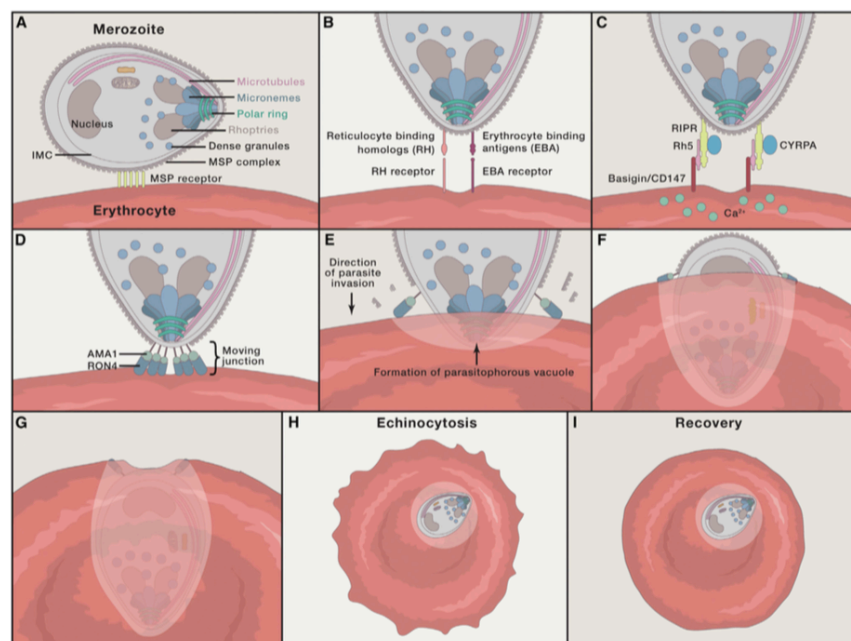 A
Merozoite
Microtubules
Micronemes
Polar ring
Rhoptries
Nucleus
Dense granules
IMC
MSP complex
MSP receptor
Erythrocyte
B
Reticulocyte binding
homologs (RH)
Erythrocyte binding
antigens (EBA)
RH receptor
EBA receptor
C
RIPR
Rh5
CYRPA
Basigin/CD147
Ca²⁺
D
AMA1
RON4
Moving
junction
E
Direction
of parasite
invasion
Formation of parasitophorous vacuole
F
G
H
Echinocytosis
I
Recovery